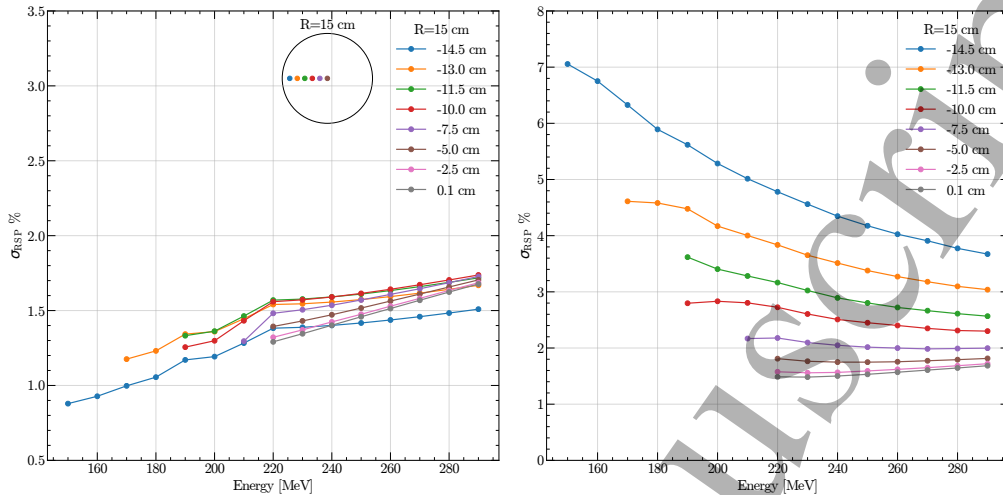 R=15 cm
R=15 cm
-14.5 cm
-13.0 cm
-11.5 cm
-10.0 cm
-7.5 cm
-5.0 cm
-2.5 cm
0.1 cm
3.5
3.0
2.5
2.0
1.5
1.0
0.5
σRSP %
160 180 200 220 240 260 280
Energy [MeV]
R=15 cm
-14.5 cm
-13.0 cm
-11.5 cm
-10.0 cm
-7.5 cm
-5.0 cm
-2.5 cm
0.1 cm
8
7
6
5
4
3
2
1
0
σRSP %
160 180 200 220 240 260 280
Energy [MeV]